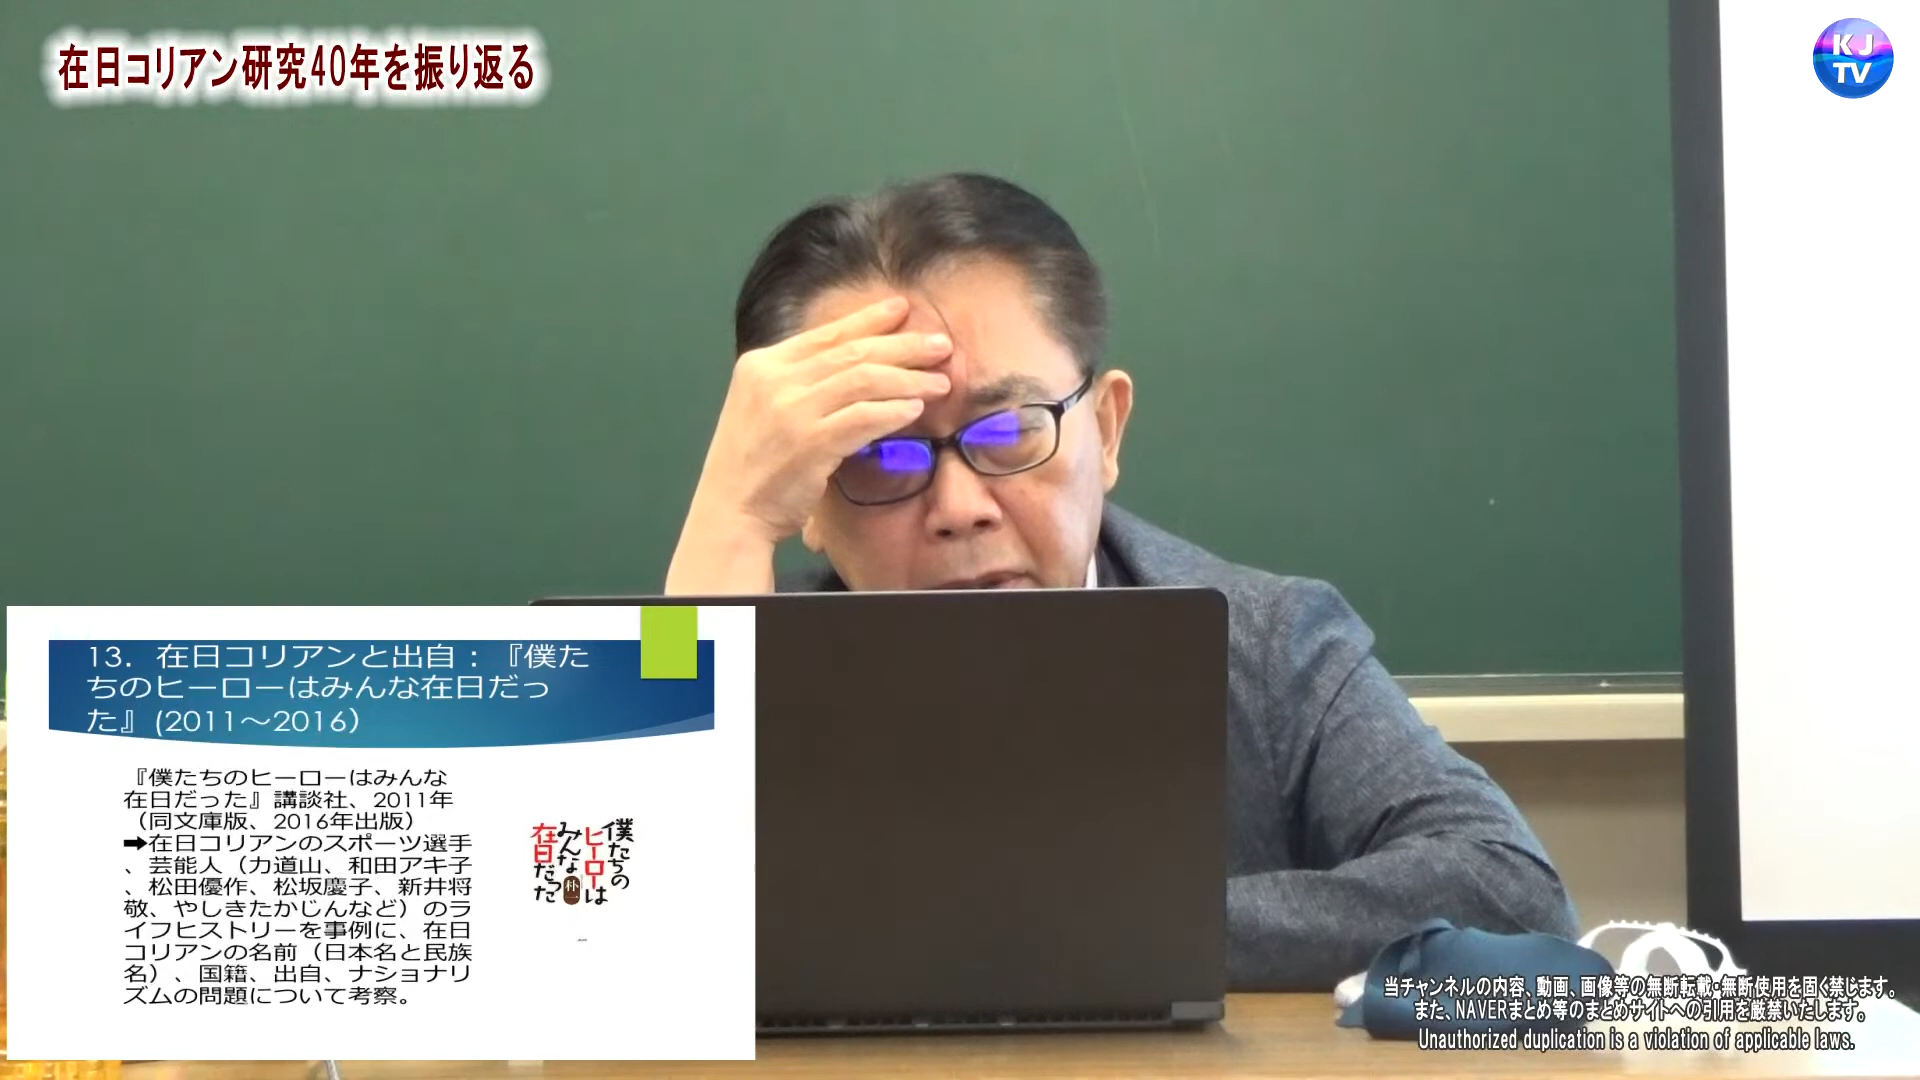 在日コリアン研究40年を振り返る
KJ
TV
13. 在日コリアンと出自：『僕た
ちのヒーローはみんな在日だっ
た』(2011～2016）
『僕たちのヒーローはみんな
在日だった』講談社、2011年
（同文庫版、2016年出版）
➡在日コリアンのスポーツ選手
、芸能人（力道山、和田アキ子
、松田優作、松坂慶子、新井将
敬、やしきたかじんなど）のラ
イフヒストリーを事例に、在日
コリアンの名前（日本名と民族
名）、国籍、出自、ナショナリ
ズムの問題について考察。
僕たちの
ヒーローは
みんな
在日だった
朴一
当チャンネルの内容、動画、画像等の無断転載・無断使用を固く禁じます。
また、NAVERまとめ等のまとめサイトへの引用を厳禁いたします。
Unauthorized duplication is a violation of applicable laws.